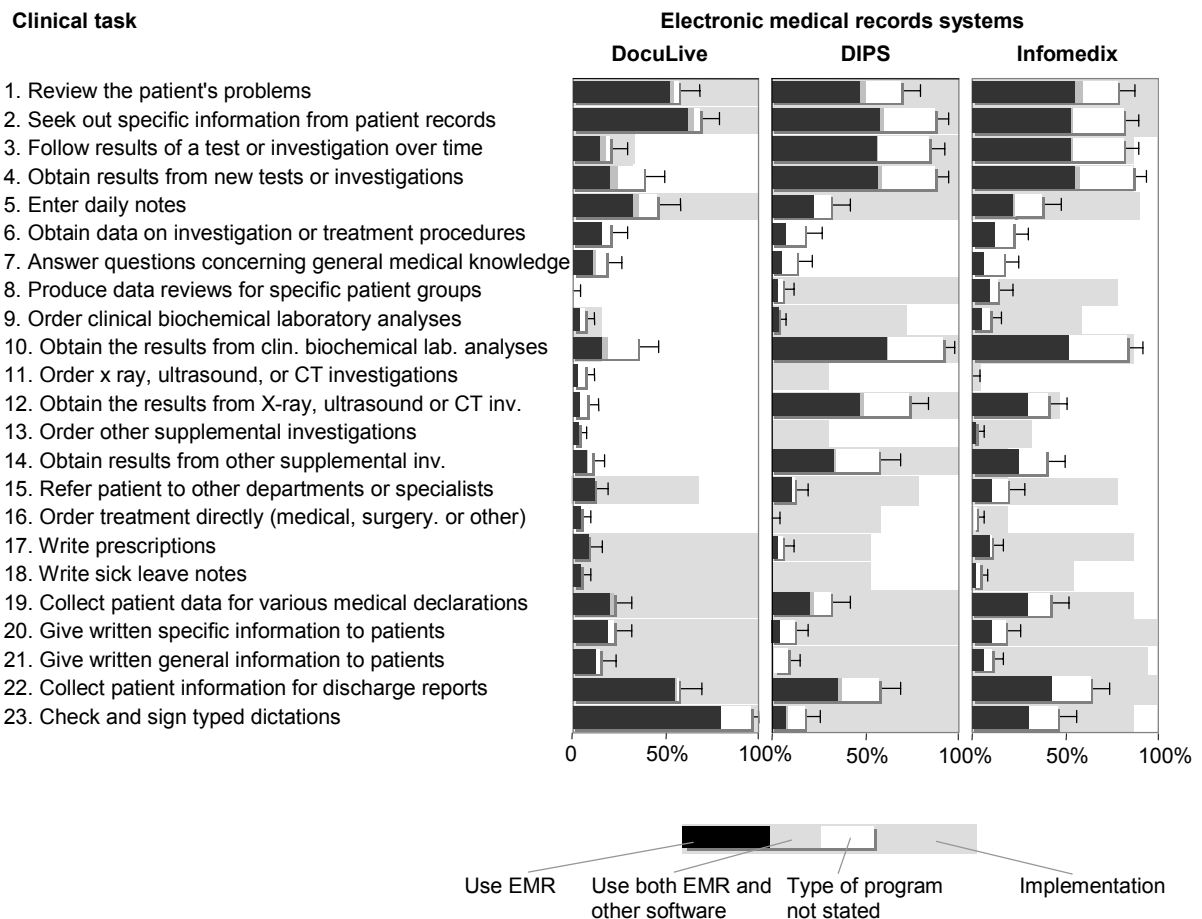 Clinical task
Electronic medical records systems
DocuLive DIPS Infomedix
1. Review the patient's problems
2. Seek out specific information from patient records
3. Follow results of a test or investigation over time
4. Obtain results from new tests or investigations
5. Enter daily notes
6. Obtain data on investigation or treatment procedures
7. Answer questions concerning general medical knowledge
8. Produce data reviews for specific patient groups
9. Order clinical biochemical laboratory analyses
10. Obtain the results from clin. biochemical lab. analyses
11. Order x ray, ultrasound, or CT investigations
12. Obtain the results from X-ray, ultrasound or CT inv.
13. Order other supplemental investigations
14. Obtain results from other supplemental inv.
15. Refer patient to other departments or specialists
16. Order treatment directly (medical, surgery. or other)
17. Write prescriptions
18. Write sick leave notes
19. Collect patient data for various medical declarations
20. Give written specific information to patients
21. Give written general information to patients
22. Collect patient information for discharge reports
23. Check and sign typed dictations
0 50% 100% 50% 100% 50% 100%
Use EMR
Use both EMR and
other software
Type of program
not stated
Implementation